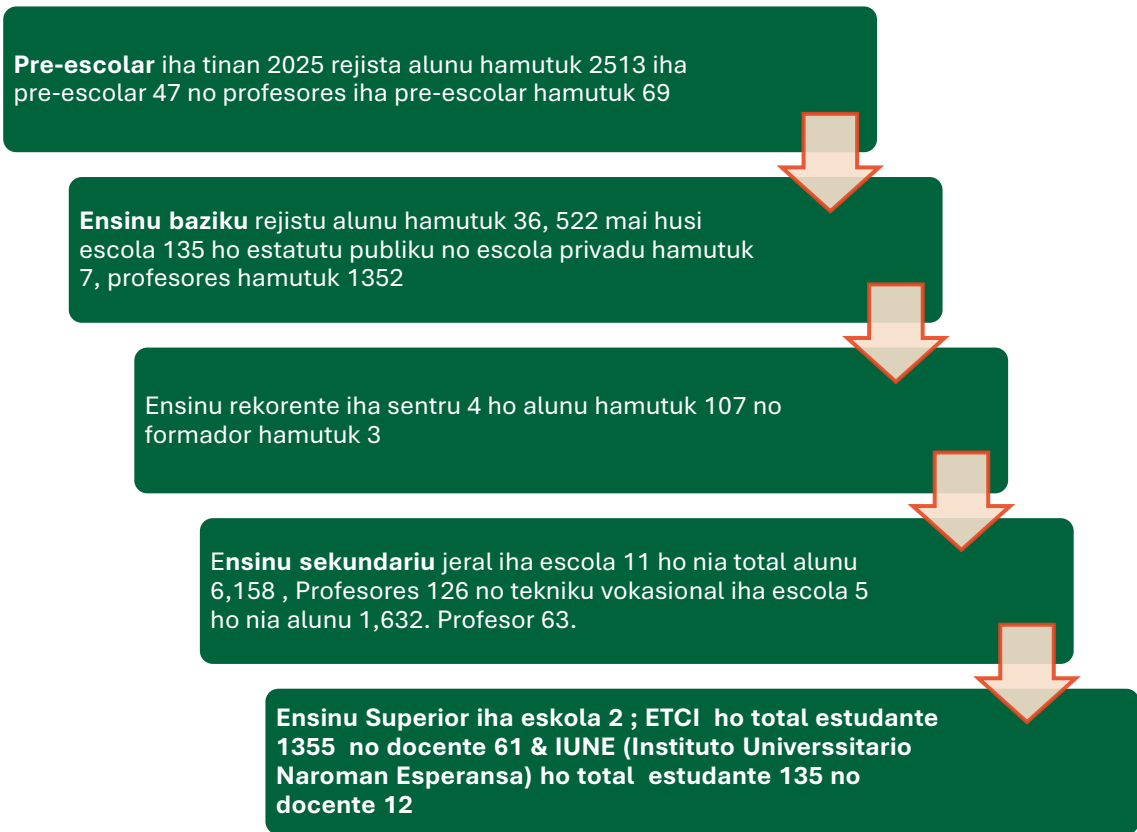 Pre-escolar iha tinan 2025 rejista alunu hamutuk 2513 iha
pre-escolar 47 no profesores iha pre-escolar hamutuk 69
Ensinu baziku rejistu alunu hamutuk 36, 522 mai husi
escola 135 ho estatutu publiku no escola privadu hamutuk
7, profesores hamutuk 1352
Ensinu rekorente iha sentru 4 ho alunu hamutuk 107 no
formador hamutuk 3
Ensinu sekundariu jeral iha escola 11 ho nia total alunu
6,158 , Profesores 126 no tekniku vokasional iha escola 5
ho nia alunu 1,632. Profesor 63.
Ensinu Superior iha eskola 2 ; ETCI ho total estudante
1355 no docente 61 & IUNE (Instituto Universsitario
Naroman Esperansa) ho total estudante 135 no
docente 12